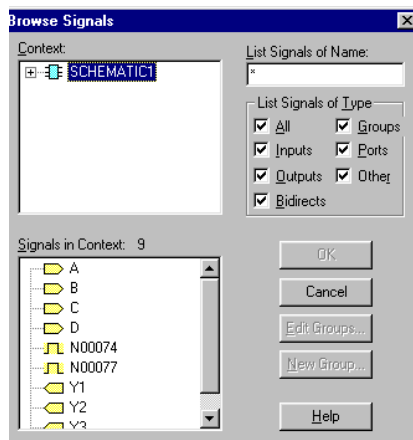 Browse Signals
Context:
SCHEMATIC1
List Signals of Name:
*
List Signals of Type
All
Groups
Inputs
Ports
Outputs
Other
Bidirects
Signals in Context: 9
A
B
C
D
N00074
N00077
Y1
Y2
Y3
OK
Cancel
Edit Groups...
New Group...
Help